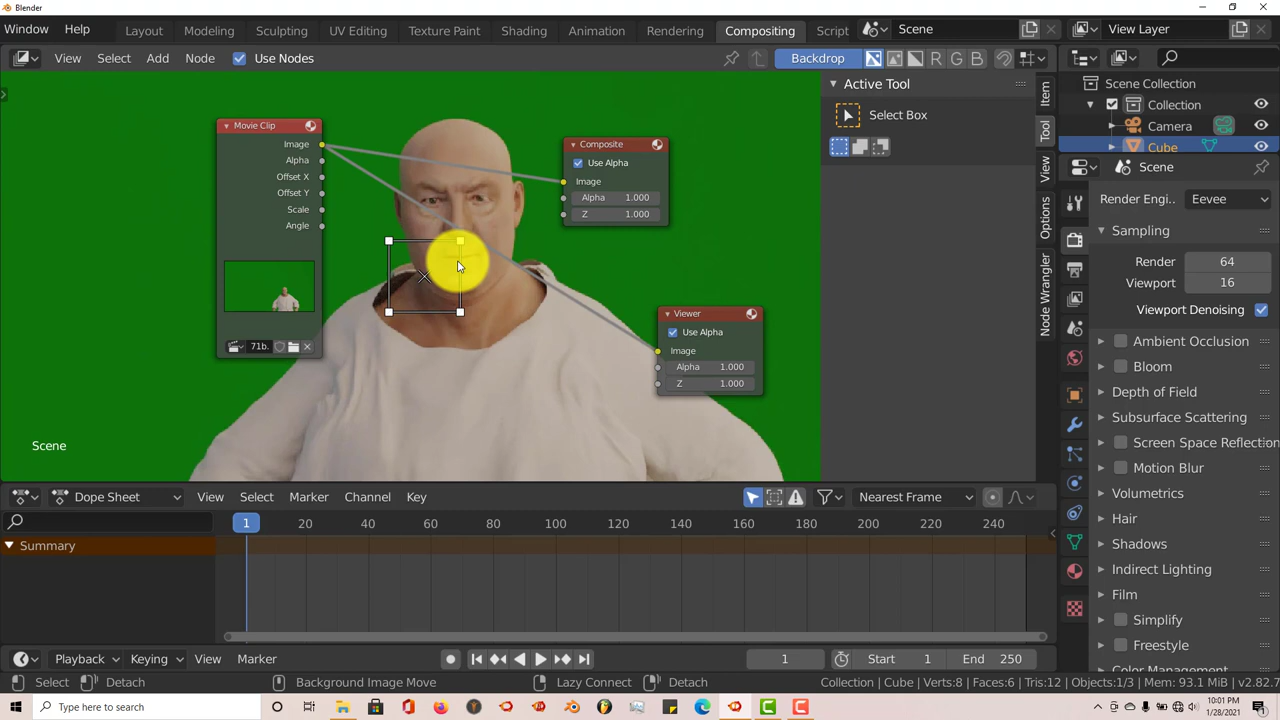 Blender
Window Help Layout Modeling Sculpting UV Editing Texture Paint Shading Animation Rendering Compositing Script Scene View Layer
View Select Add Node Use Nodes Backdrop R G B
Active Tool
Select Box
Item
Tool
View
Options
Node Wrangler
Movie Clip
Image
Alpha
Offset X
Offset Y
Scale
Angle
71b.
Composite
Use Alpha
Image
Alpha 1.000
Z 1.000
Viewer
Use Alpha
Image
Alpha 1.000
Z 1.000
Scene
Scene Collection
Collection
Camera
Cube
Scene
Render Engi.. Eevee
Sampling
Render 64
Viewport 16
Viewport Denoising
Ambient Occlusion
Bloom
Depth of Field
Subsurface Scattering
Screen Space Reflection
Motion Blur
Volumetrics
Hair
Shadows
Indirect Lighting
Film
Simplify
Freestyle
Color Management
Dope Sheet View Select Marker Channel Key Nearest Frame
1 20 40 60 80 100 120 140 160 180 200 220 240
Summary
Playback Keying View Marker 1 Start 1 End 250
Select Detach Background Image Move Lazy Connect Detach Collection | Cube | Verts:8 | Faces:6 | Tris:12 | Objects:1/3 | Mem: 93.1 MiB | v2.82.7
Type here to search
10:01 PM
1/28/2021